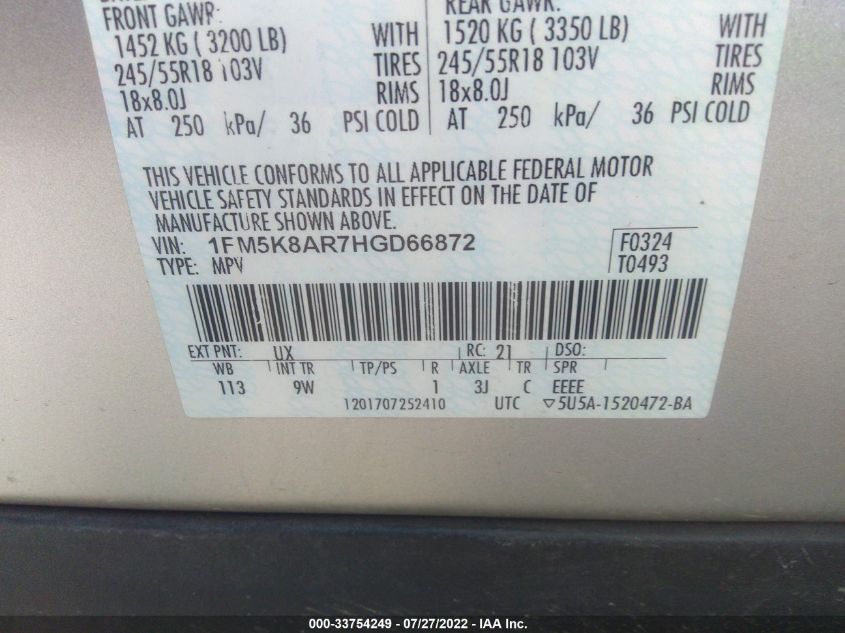 FRONT GAWR:
1452 KG ( 3200 LB) WITH
245/55R18 103V TIRES
18x8.0J RIMS
AT 250 kPa/ 36 PSI COLD
REAR GAWR:
1520 KG ( 3350 LB) WITH
245/55R18 103V TIRES
18x8.0J RIMS
AT 250 kPa/ 36 PSI COLD
THIS VEHICLE CONFORMS TO ALL APPLICABLE FEDERAL MOTOR
VEHICLE SAFETY STANDARDS IN EFFECT ON THE DATE OF
MANUFACTURE SHOWN ABOVE.
VIN: 1FM5K8AR7HGD66872 F0324
TYPE: MPV T0493
EXT PNT: UX RC: 21 DSO:
WB INT TR TP/PS R AXLE TR SPR
113 9W 1 3J C EEEE
1201707252410 UTC ▽5U5A-1520472-BA
000-33754249 - 07/27/2022 - IAA Inc.